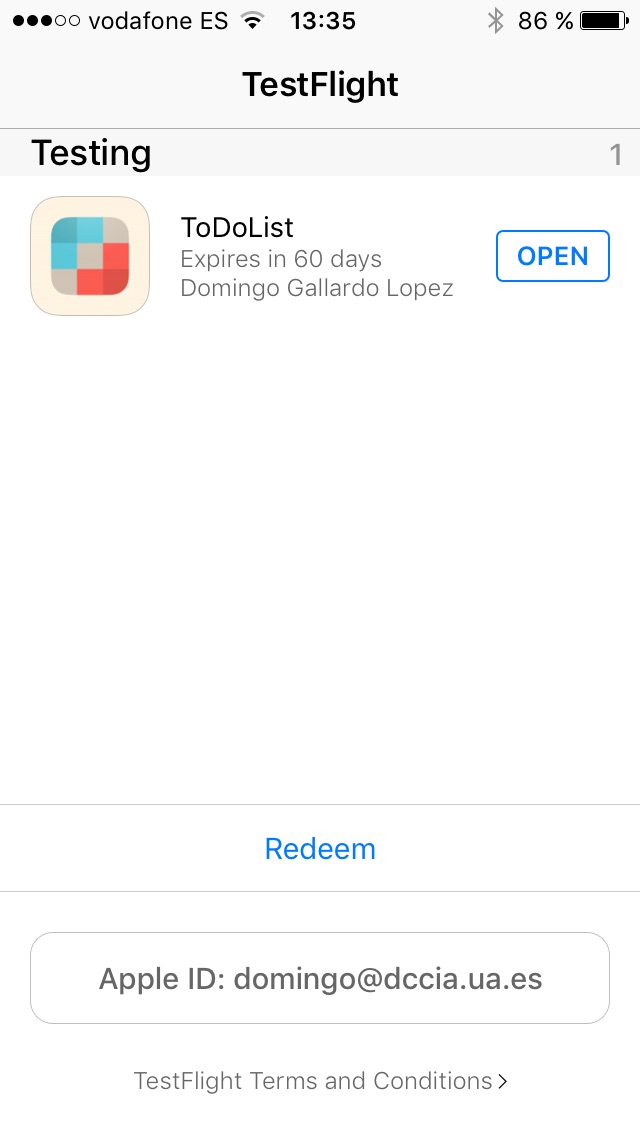 vodafone ES 13:35 86 %
TestFlight
Testing 1
ToDoList
Expires in 60 days
Domingo Gallardo Lopez
OPEN
Redeem
Apple ID: domingo@dccia.ua.es
TestFlight Terms and Conditions